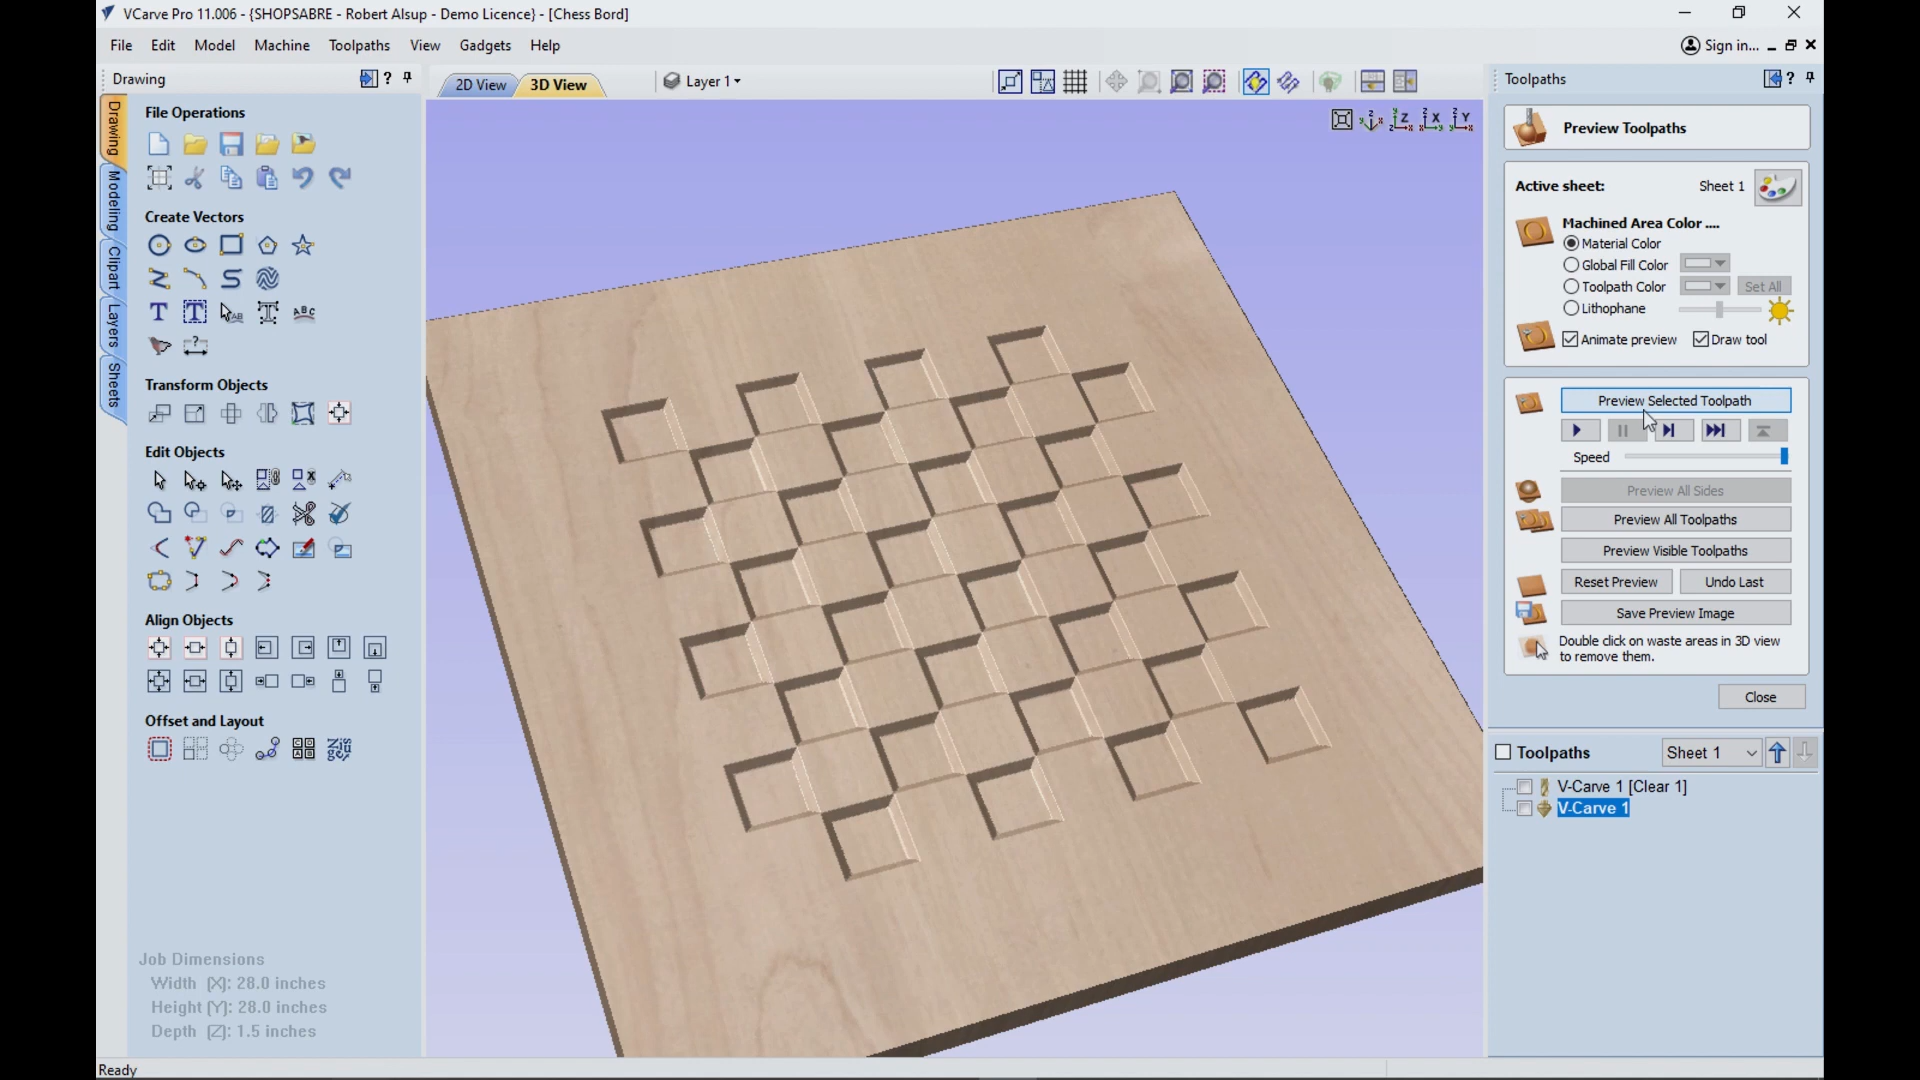 VCarve Pro 11.006 - {SHOPSABRE - Robert Alsup - Demo Licence} - [Chess Bord]
File Edit Model Machine Toolpaths View Gadgets Help
Sign in...
Drawing
2D View
3D View
Layer 1
Toolpaths
Drawing
Modeling
Clipart
Layers
Sheets
File Operations
Create Vectors
Transform Objects
Edit Objects
Align Objects
Offset and Layout
Job Dimensions
Width (X): 28.0 inches
Height (Y): 28.0 inches
Depth (Z): 1.5 inches
Ready
Preview Toolpaths
Active sheet: Sheet 1
Machined Area Color ....
Material Color
Global Fill Color
Toolpath Color
Set All
Lithophane
Animate preview
Draw tool
Preview Selected Toolpath
Speed
Preview All Sides
Preview All Toolpaths
Preview Visible Toolpaths
Reset Preview
Undo Last
Save Preview Image
Double click on waste areas in 3D view
to remove them.
Close
Toolpaths
Sheet 1
V-Carve 1 [Clear 1]
V-Carve 1